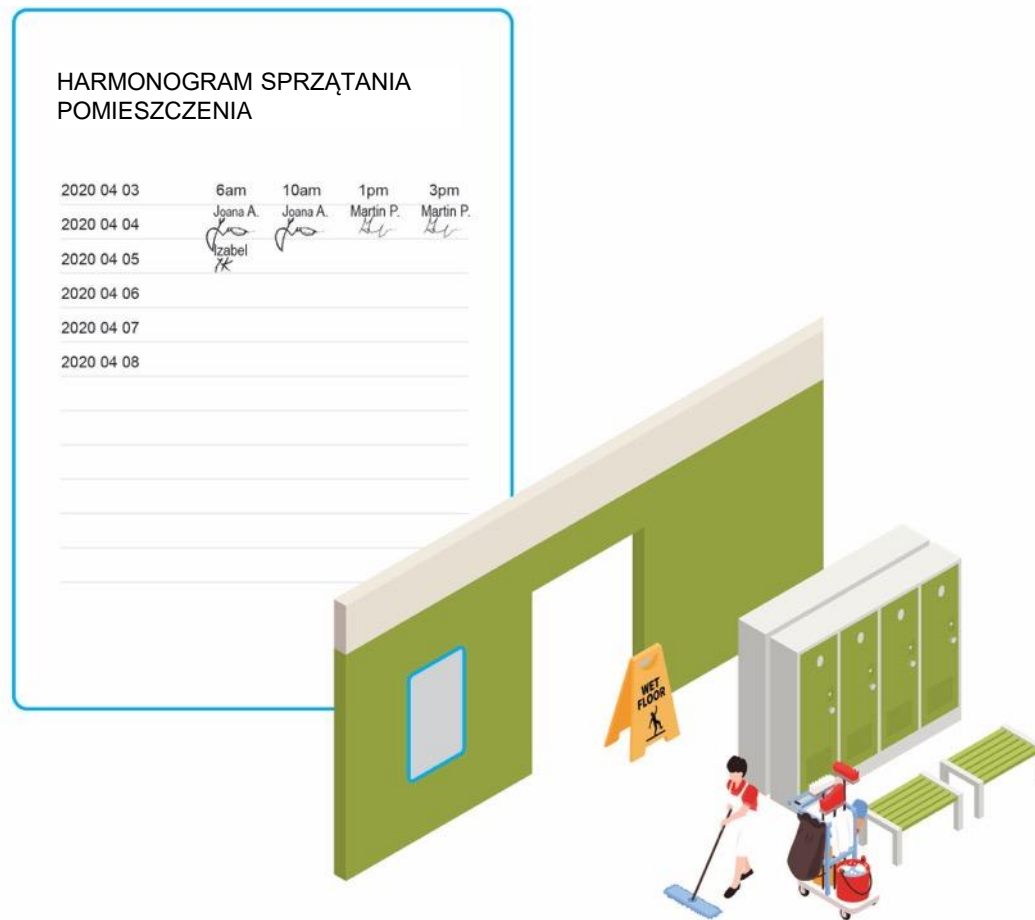 HARMONOGRAM SPRZĄTANIA
POMIESZCZENIA
2020 04 03 6am 10am 1pm 3pm
Joana A. Joana A. Martin P. Martin P.
2020 04 04
Izabel
2020 04 05
2020 04 06
2020 04 07
2020 04 08
WET
FLOOR